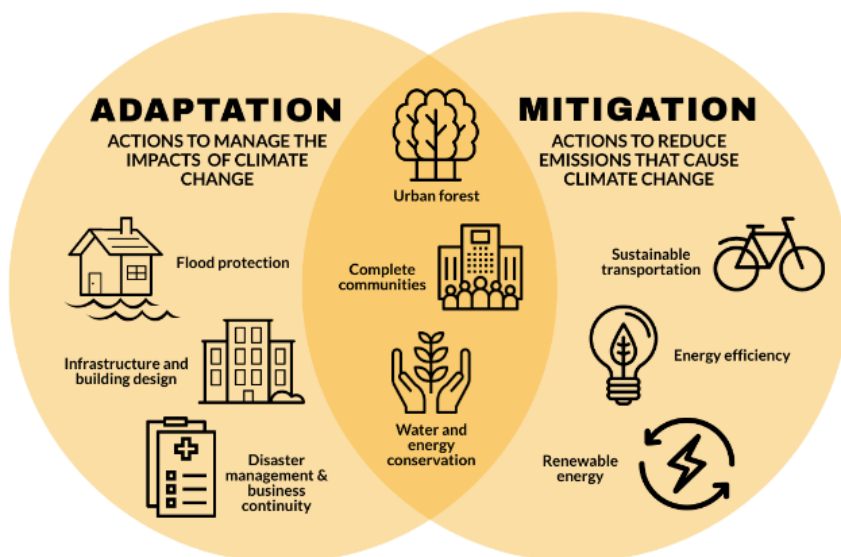 ADAPTATION
ACTIONS TO MANAGE THE
IMPACTS OF CLIMATE
CHANGE
Flood protection
Infrastructure and
building design
Disaster
management &
business
continuity
Urban forest
Complete
communities
Water and
energy
conservation
MITIGATION
ACTIONS TO REDUCE
EMISSIONS THAT CAUSE
CLIMATE CHANGE
Sustainable
transportation
Energy efficiency
Renewable
energy